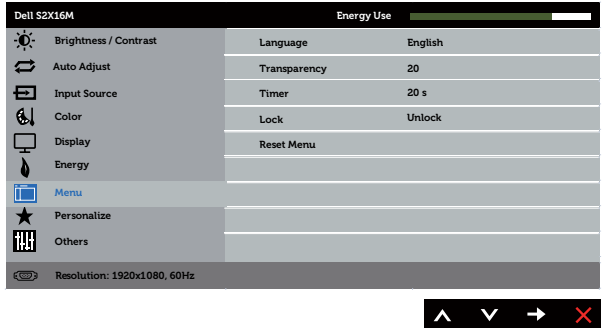 Dell S2X16M Energy Use
Brightness / Contrast
Auto Adjust
Input Source
Color
Display
Energy
Menu
Personalize
Others
Language English
Transparency 20
Timer 20 s
Lock Unlock
Reset Menu
Resolution: 1920x1080, 60Hz